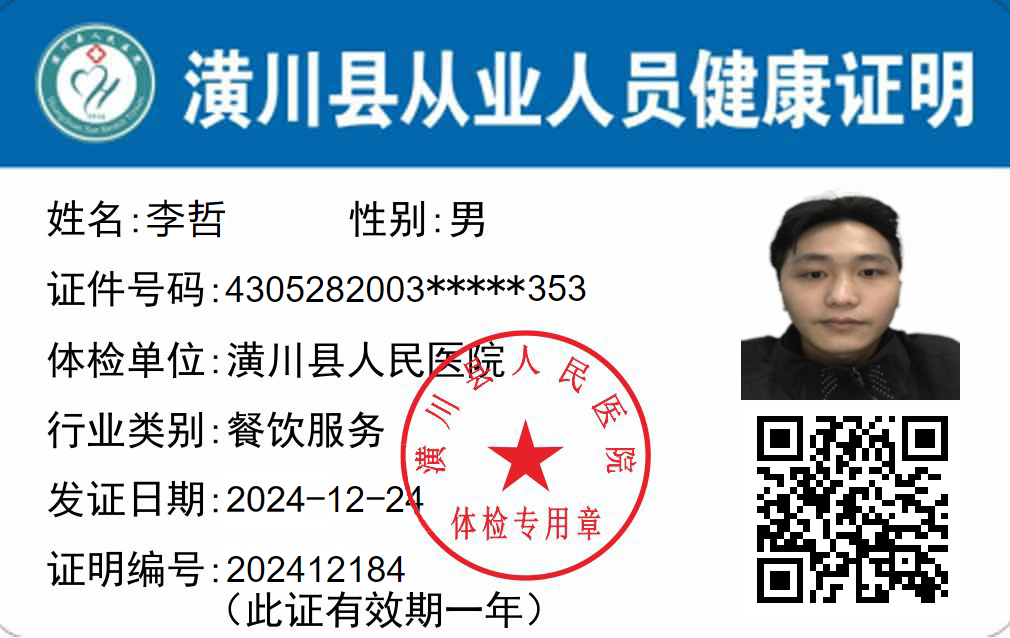 潢川县从业人员健康证明
姓名:李哲 性别:男
证件号码:4305282003*****353
体检单位:潢川县人民医院
行业类别:餐饮服务
发证日期:2024-12-24
证明编号:202412184
（此证有效期一年）
潢川县人民医院
体检专用章